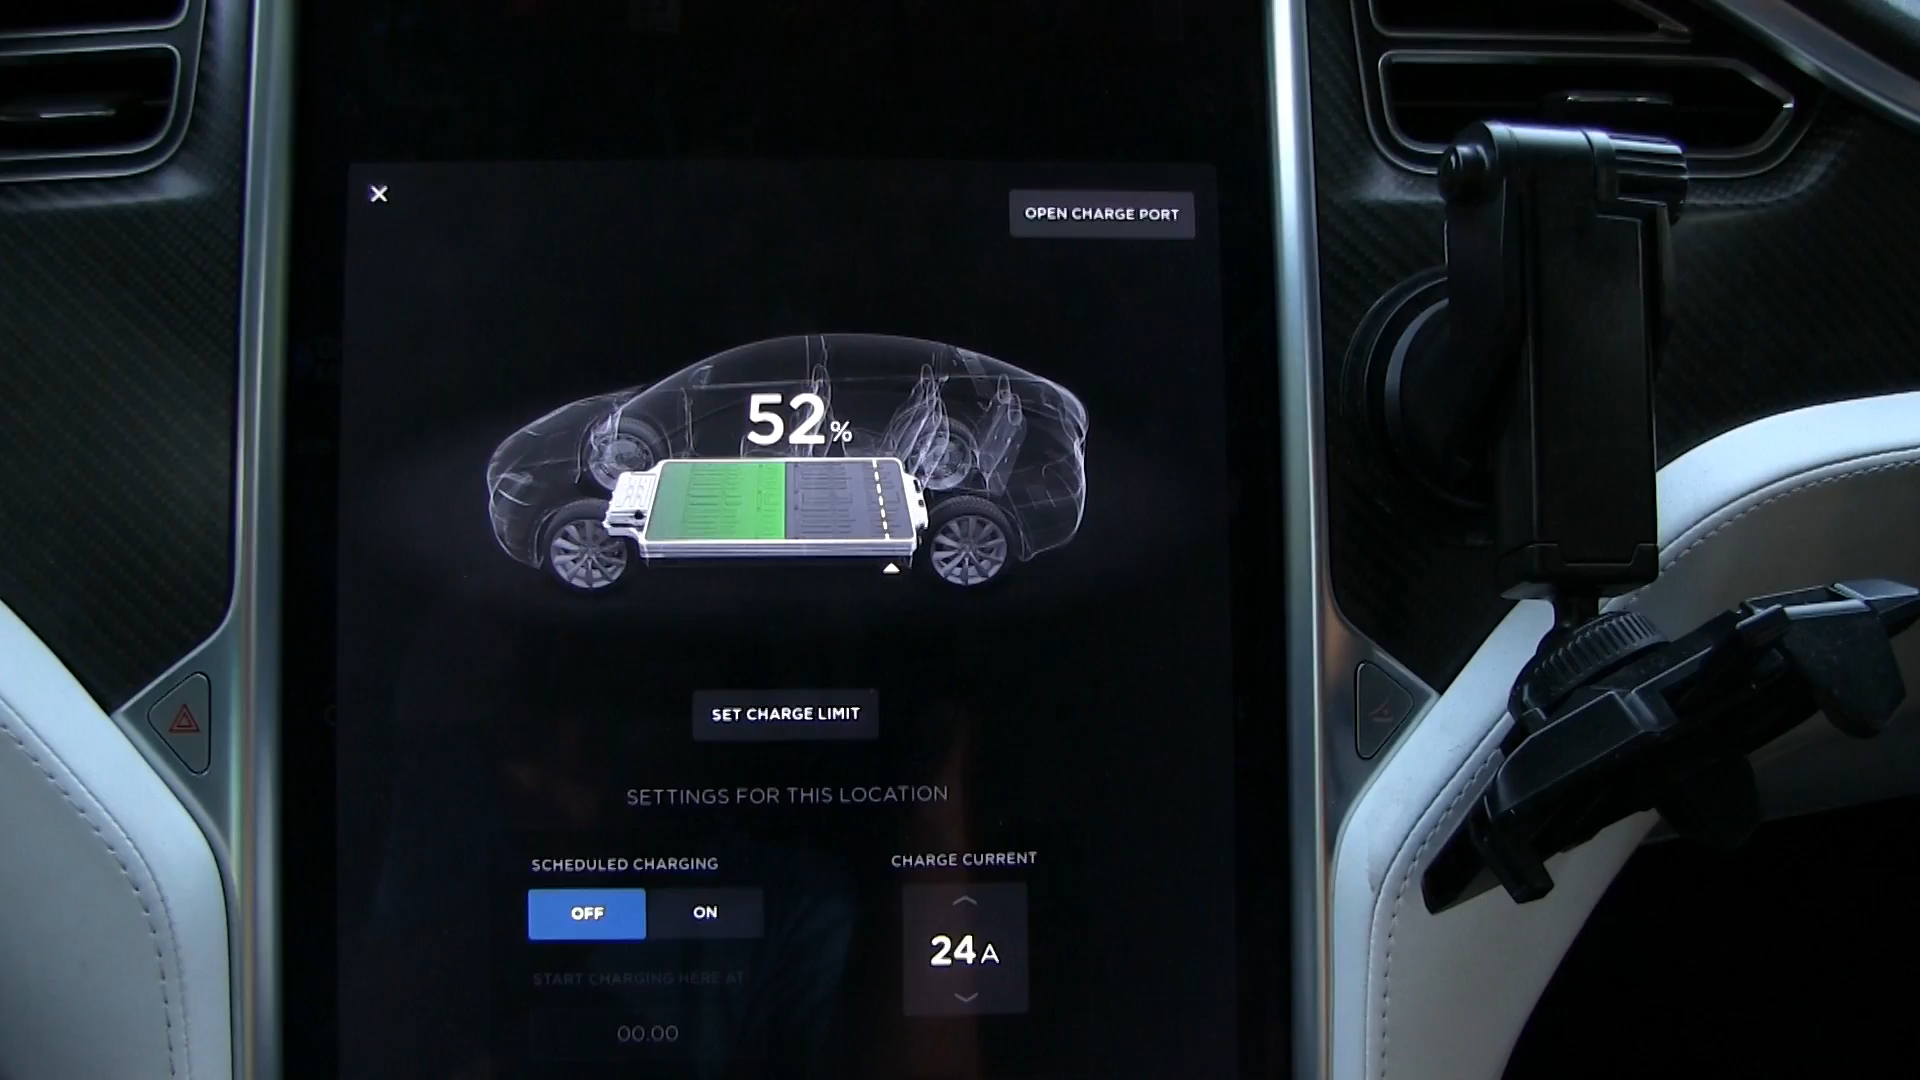 OPEN CHARGE PORT
52%
SET CHARGE LIMIT
SETTINGS FOR THIS LOCATION
SCHEDULED CHARGING
OFF ON
START CHARGING HERE AT
00.00
CHARGE CURRENT
24 A